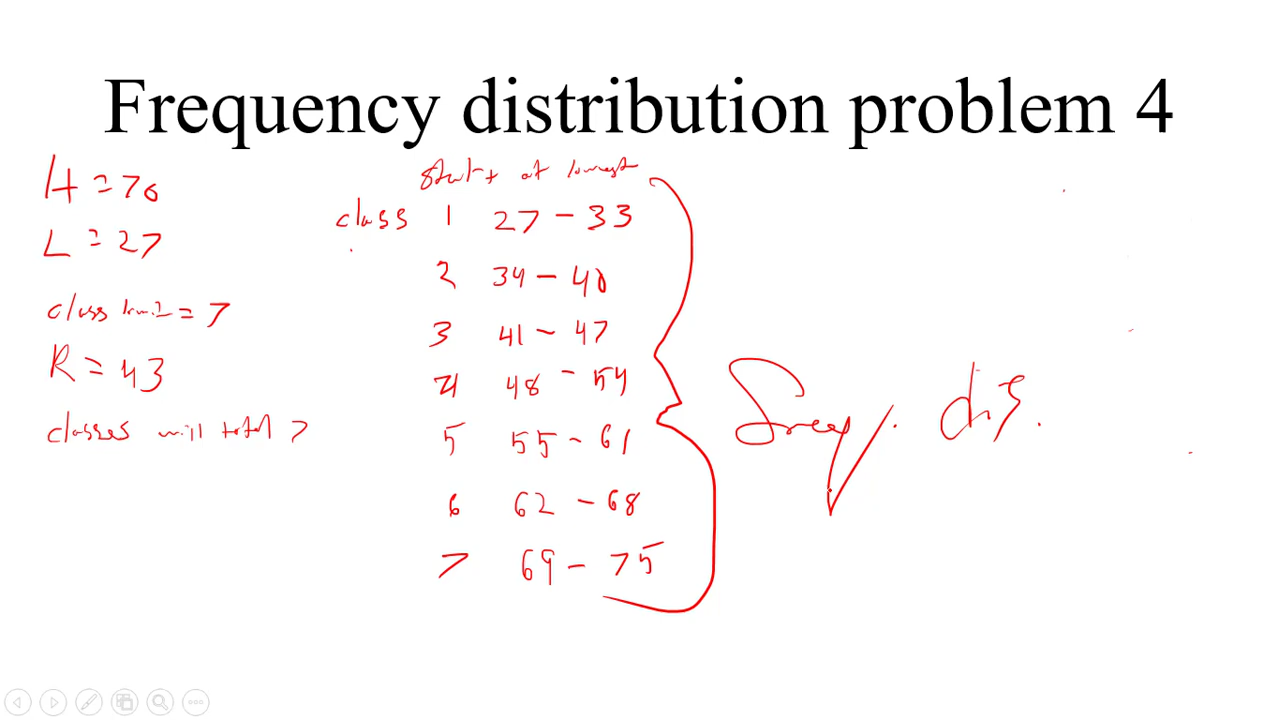 Frequency distribution problem 4
H = 70
L = 27
class limit = 7
R = 43
classes will total 7
start at lowest
class 1 27 - 33
2 34 - 40
3 41 - 47
4 48 - 54
5 55 - 61
6 62 - 68
7 69 - 75
freq. dis.